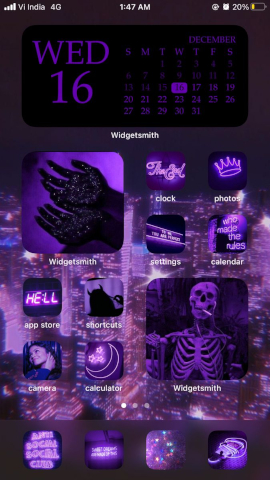 Vi India 4G
1:47 AM
20%
WED
16
DECEMBER
S M T W T F S
1 2 3 4 5
6 7 8 9 10 11 12
13 14 15 16 17 18 19
20 21 22 23 24 25 26
27 28 29 30 31
Widgetsmith
The End
clock
photos
Widgetsmith
settings
who
made
the
rules
calendar
HE:LL
app store
shortcuts
camera
calculator
Widgetsmith
ANTI
SOCIAL
SOCIAL
CLUB